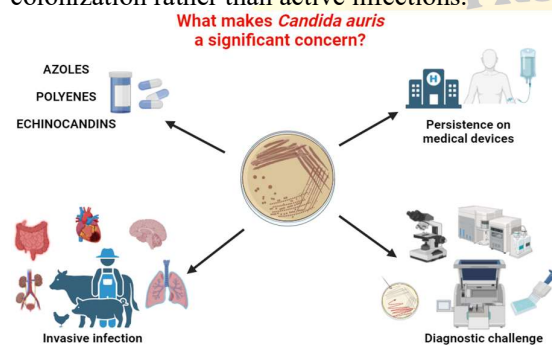 colonization rather than active infections.
What makes Candida auris
a significant concern?
AZOLES
POLYENES
ECHINOCANDINS
H
Persistence on
medical devices
Invasive infection
Diagnostic challenge